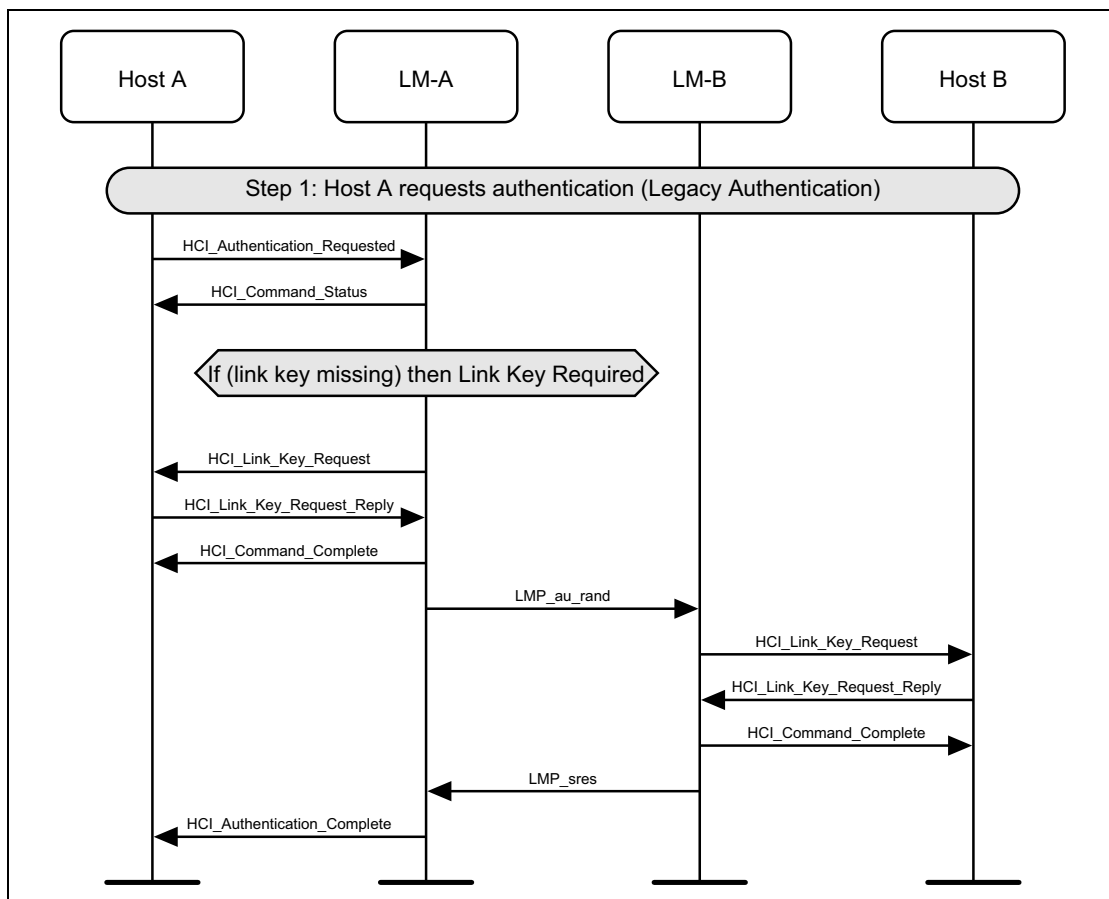 Host A
LM-A
LM-B
Host B
Step 1: Host A requests authentication (Legacy Authentication)
HCI_Authentication_Requested
HCI_Command_Status
If (link key missing) then Link Key Required
HCI_Link_Key_Request
HCI_Link_Key_Request_Reply
HCI_Command_Complete
LMP_au_rand
HCI_Link_Key_Request
HCI_Link_Key_Request_Reply
HCI_Command_Complete
LMP_sres
HCI_Authentication_Complete